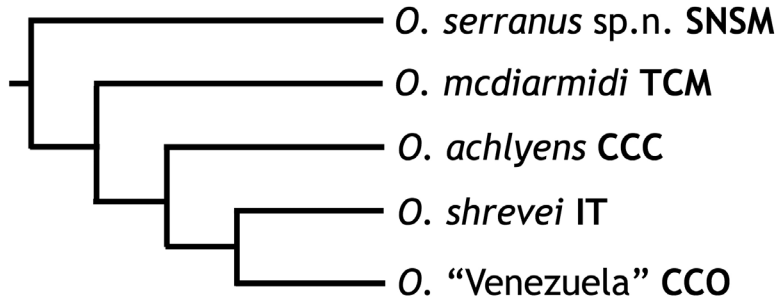 O. serranus sp.n. SNSM
O. mcdiarmidi TCM
O. achlyens CCC
O. shrevei IT
O. “Venezuela” CCO